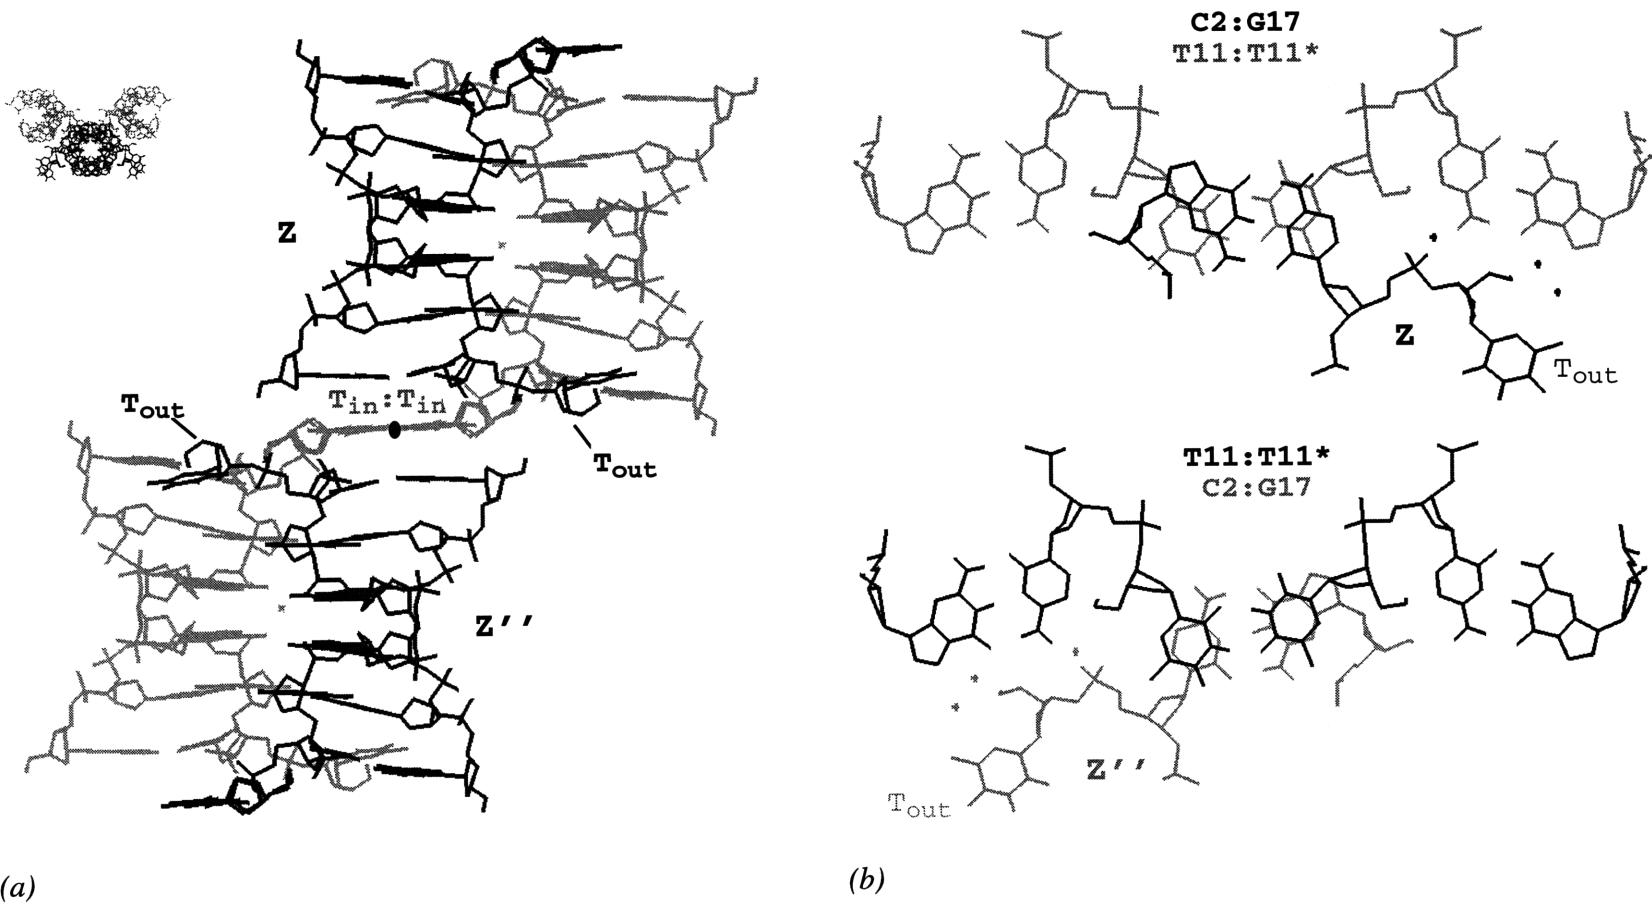 Z
T_out
T_in:T_in
T_out
Z′′
(a)
C2:G17
T11:T11*
Z
T_out
T11:T11*
C2:G17
Z′′
T_out
(b)